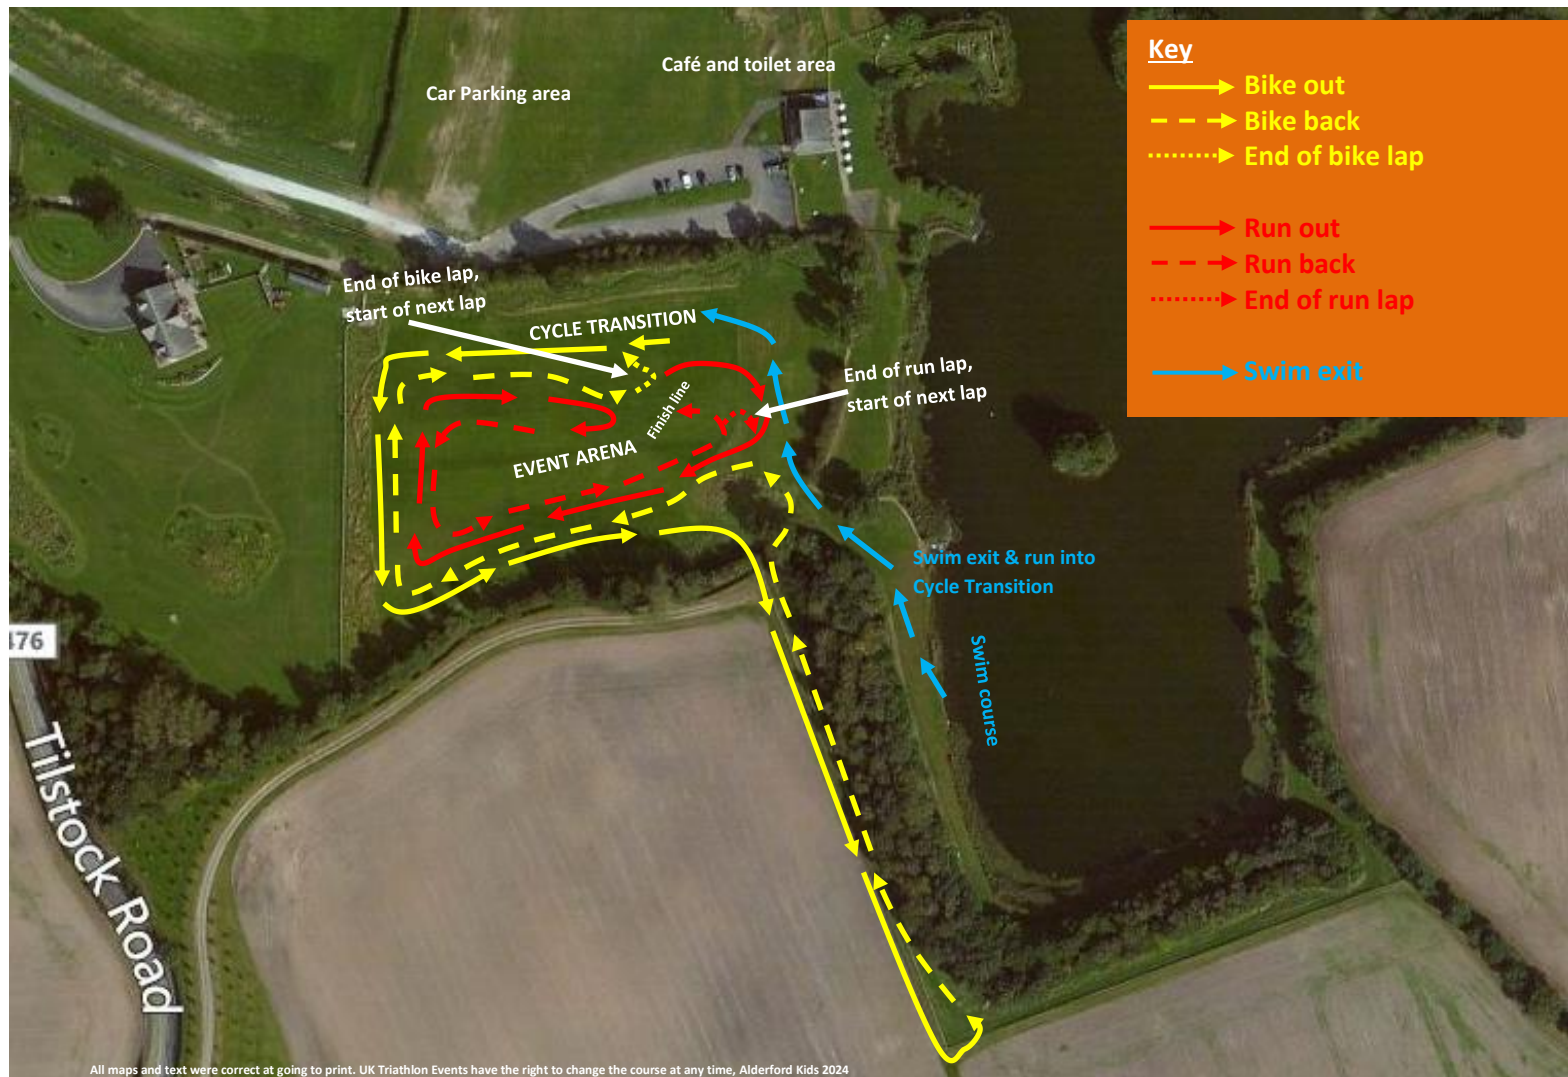 Café and toilet area
Car Parking area
Key
Bike out
Bike back
End of bike lap
Run out
Run back
End of run lap
Swim exit
End of bike lap,
start of next lap
CYCLE TRANSITION
End of run lap,
start of next lap
Finish line
EVENT ARENA
Swim exit & run into
Cycle Transition
Swim course
476
Tilstock Road
All maps and text were correct at going to print. UK Triathlon Events have the right to change the course at any time, Alderford Kids 2024